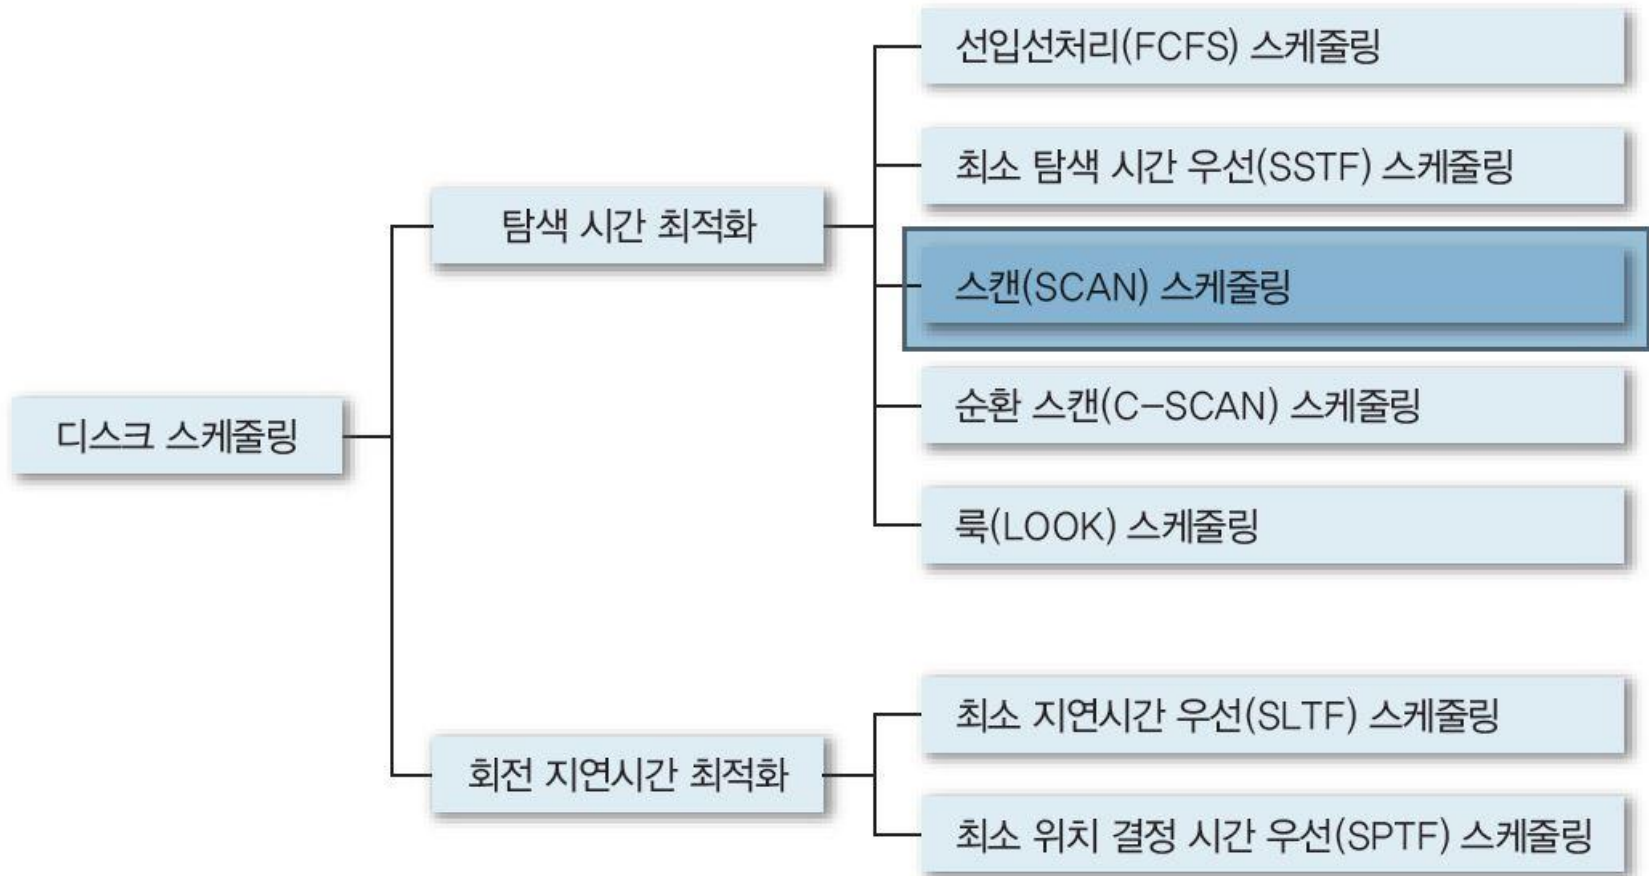 디스크 스케줄링
탐색 시간 최적화
선입선처리(FCFS) 스케줄링
최소 탐색 시간 우선(SSTF) 스케줄링
스캔(SCAN) 스케줄링
순환 스캔(C-SCAN) 스케줄링
룩(LOOK) 스케줄링
회전 지연시간 최적화
최소 지연시간 우선(SLTF) 스케줄링
최소 위치 결정 시간 우선(SPTF) 스케줄링